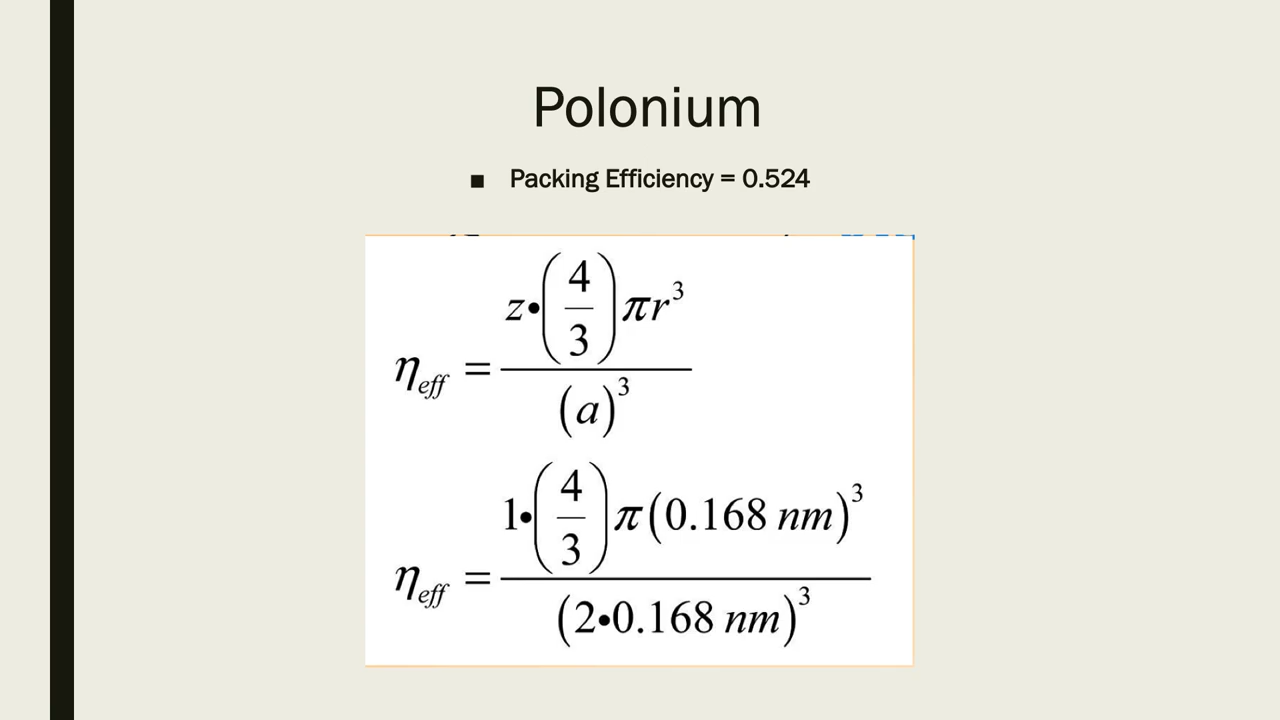 Polonium
■ Packing Efficiency = 0.524
η_eff = z•(4/3)πr³ / (a)³
η_eff = 1•(4/3)π(0.168 nm)³ / (2•0.168 nm)³